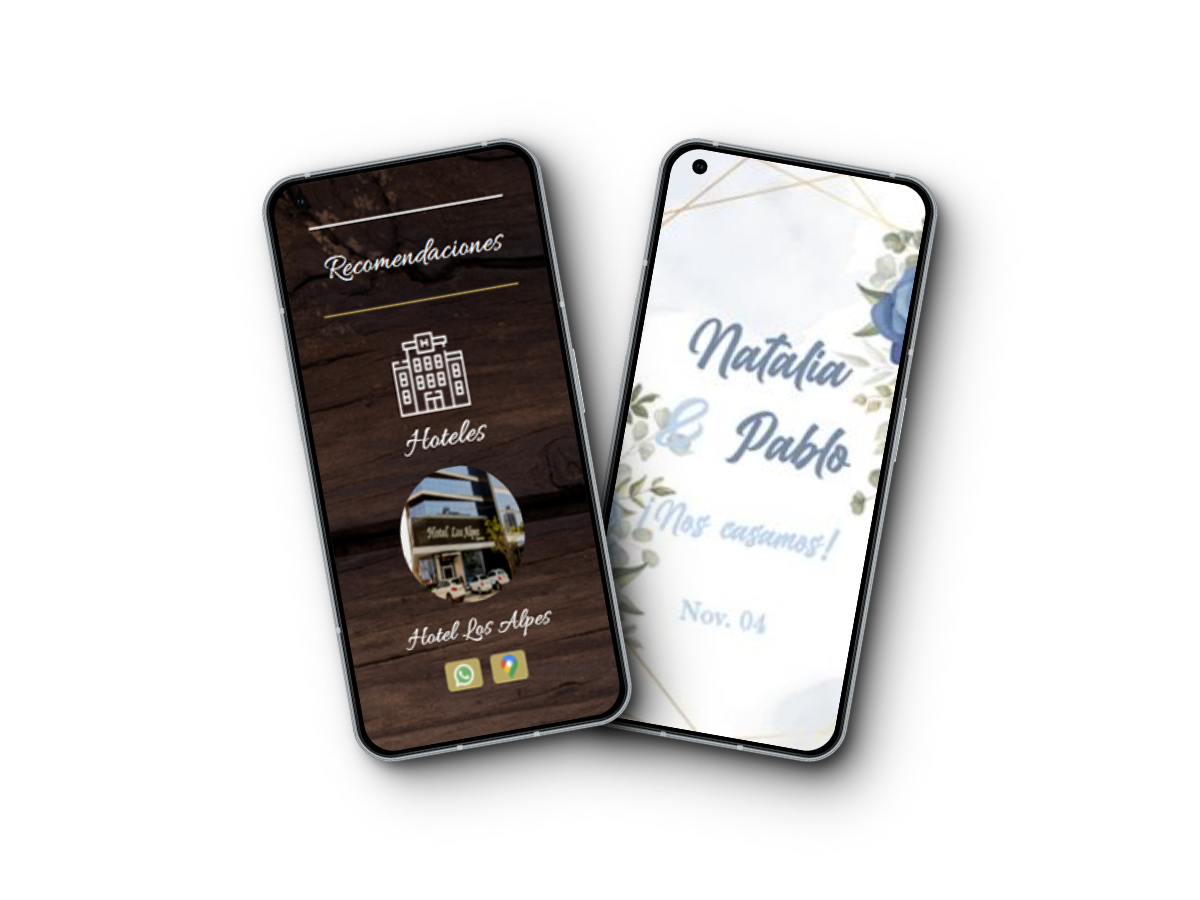 Recomendaciones
H
Hoteles
Hotel Los Alpes
Hotel Los Alpes
Natalia
& Pablo
¡Nos casamos!
Nov. 04